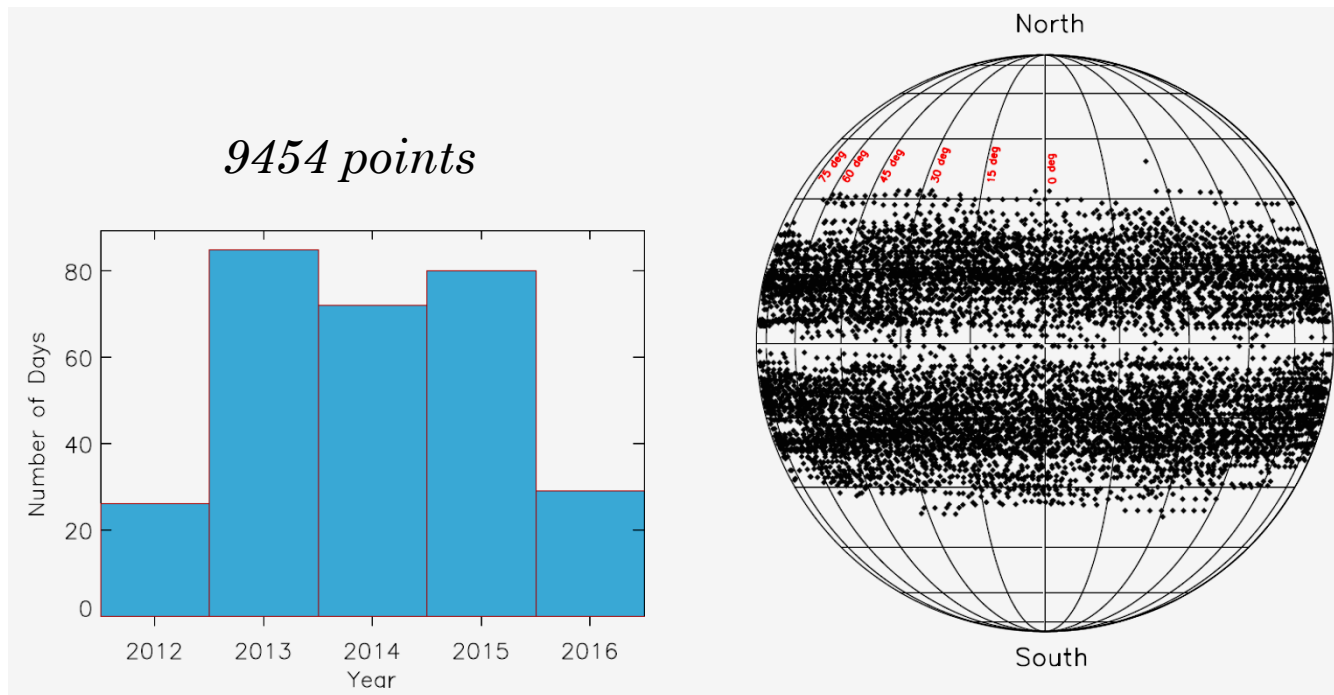 9454 points
80
60
40
20
0
Number of Days
2012 2013 2014 2015 2016
Year
North
75 deg 60 deg 45 deg 30 deg 15 deg 0 deg
South